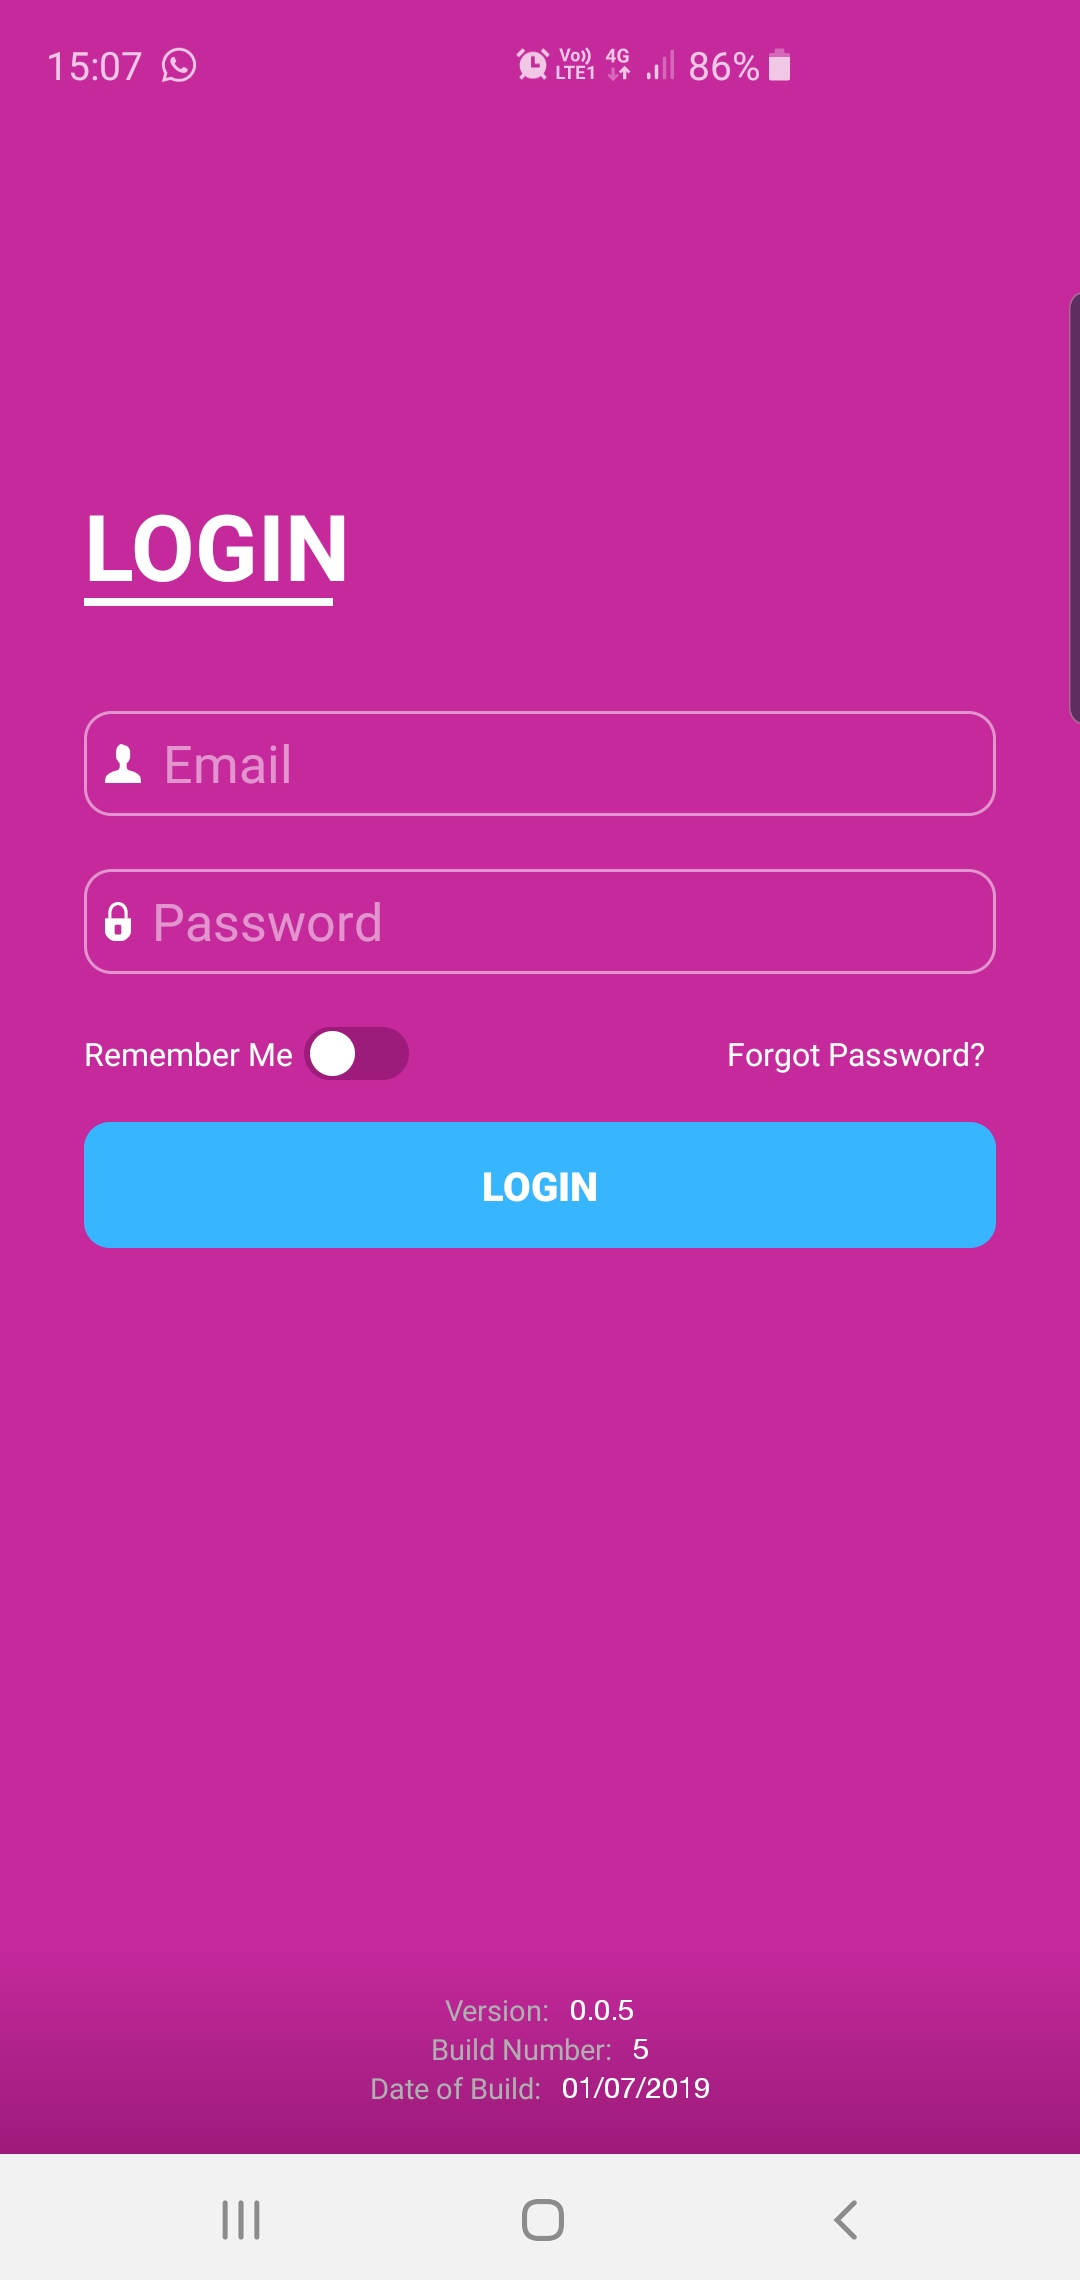 15:07 Vo)) LTE1 4G 86%
LOGIN
Email
Password
Remember Me Forgot Password?
LOGIN
Version: 0.0.5
Build Number: 5
Date of Build: 01/07/2019